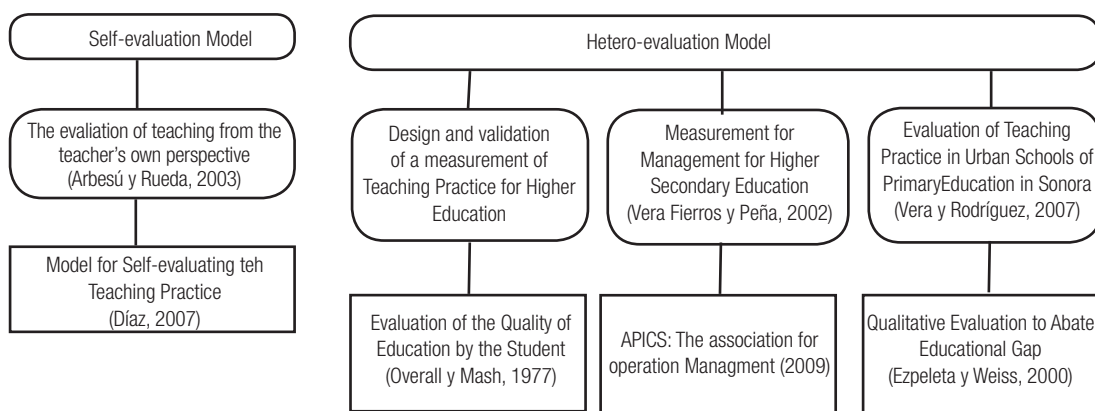 Self-evaluation Model
The evaliation of teaching from the
teacher's own perspective
(Arbesú y Rueda, 2003)
Model for Self-evaluating teh
Teaching Practice
(Díaz, 2007)
Hetero-evaluation Model
Design and validation
of a measurement of
Teaching Practice for Higher
Education
Evaluation of the Quality of
Education by the Student
(Overall y Mash, 1977)
Measurement for
Management for Higher
Secondary Education
(Vera Fierros y Peña, 2002)
APICS: The association for
operation Managment (2009)
Evaluation of Teaching
Practice in Urban Schools of
PrimaryEducation in Sonora
(Vera y Rodríguez, 2007)
Qualitative Evaluation to Abate
Educational Gap
(Ezpeleta y Weiss, 2000)